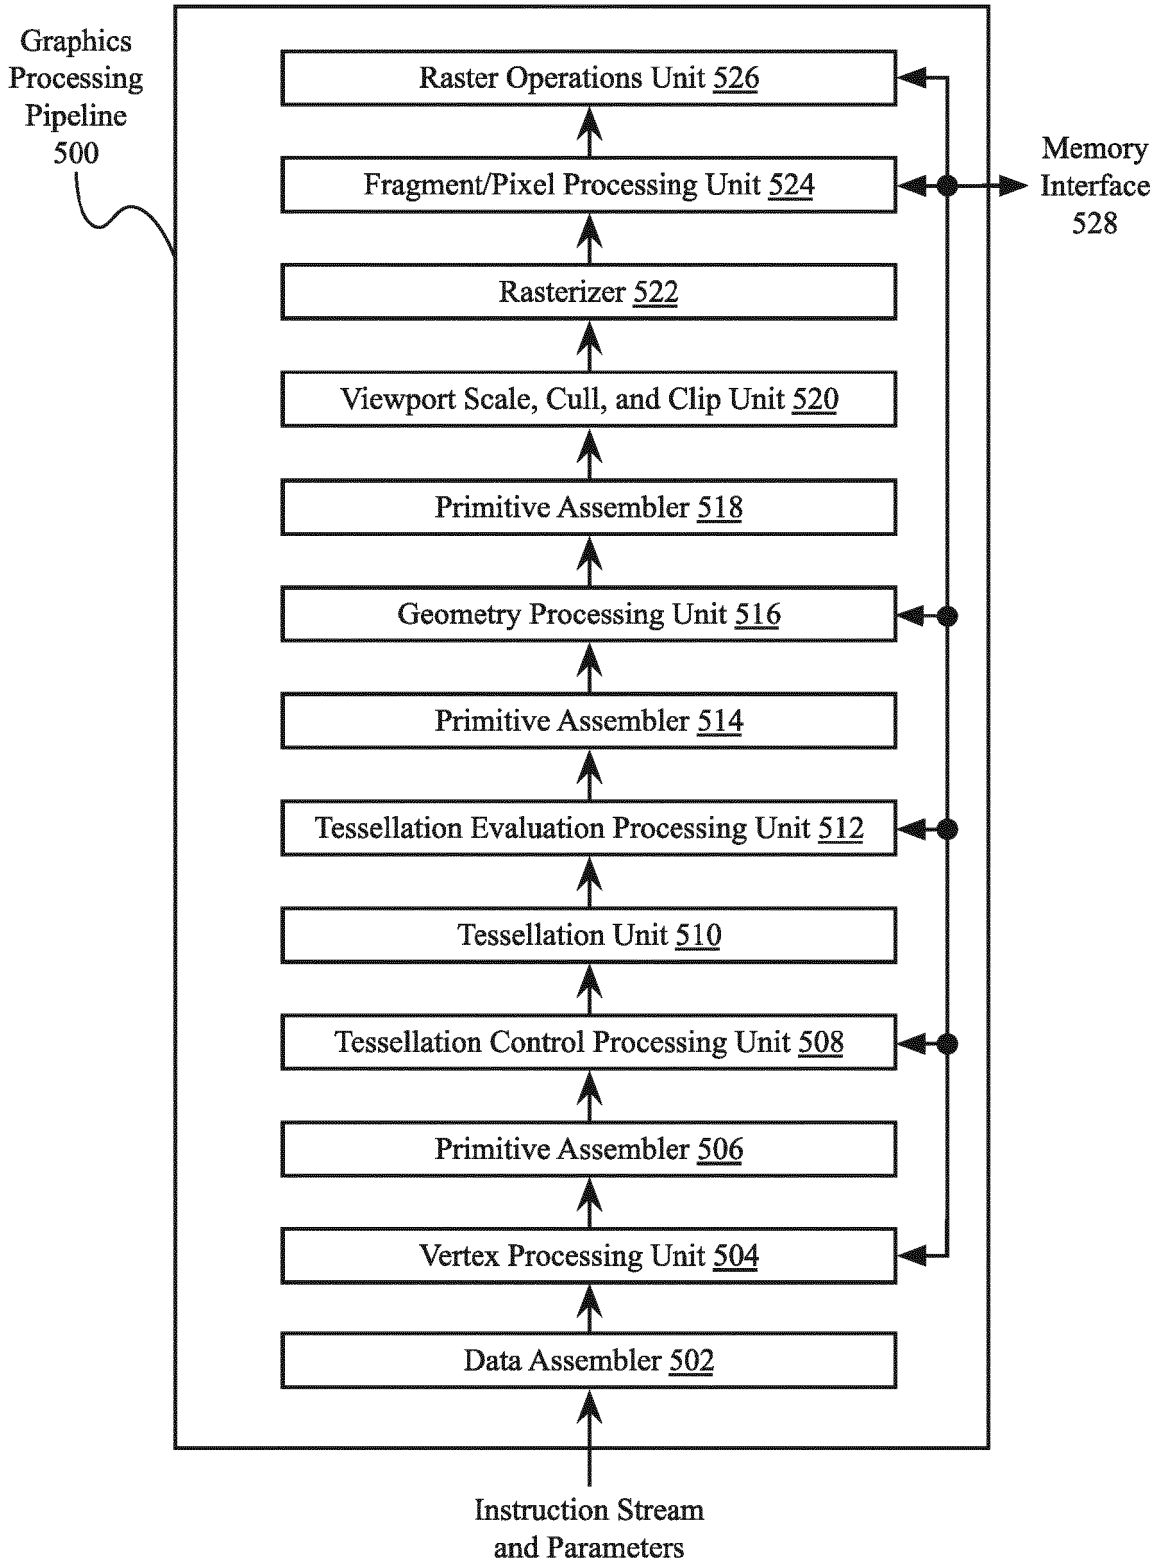 Graphics
Processing
Pipeline
500
Raster Operations Unit 526
Fragment/Pixel Processing Unit 524
Memory
Interface
528
Rasterizer 522
Viewport Scale, Cull, and Clip Unit 520
Primitive Assembler 518
Geometry Processing Unit 516
Primitive Assembler 514
Tessellation Evaluation Processing Unit 512
Tessellation Unit 510
Tessellation Control Processing Unit 508
Primitive Assembler 506
Vertex Processing Unit 504
Data Assembler 502
Instruction Stream
and Parameters